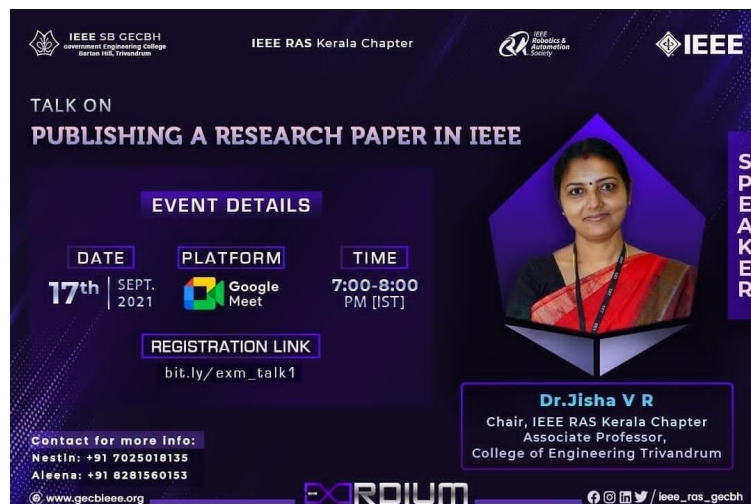 IEEE SB GECBH
Government Engineering College
Barton Hill, Trivandrum
IEEE RAS Kerala Chapter
IEEE
Robotics &
Automation
Society
IEEE
TALK ON
PUBLISHING A RESEARCH PAPER IN IEEE
SPEAKER
EVENT DETAILS
DATE
17th SEPT.
2021
PLATFORM
Google
Meet
TIME
7:00-8:00
PM [IST]
REGISTRATION LINK
bit.ly/exm_talk1
Dr.Jisha V R
Chair, IEEE RAS Kerala Chapter
Associate Professor,
College of Engineering Trivandrum
Contact for more info:
Nestin: +91 7025018135
Aleena: +91 8281560153
www.gecbieee.org
EXORDIUM
/ieee_ras_gecbh